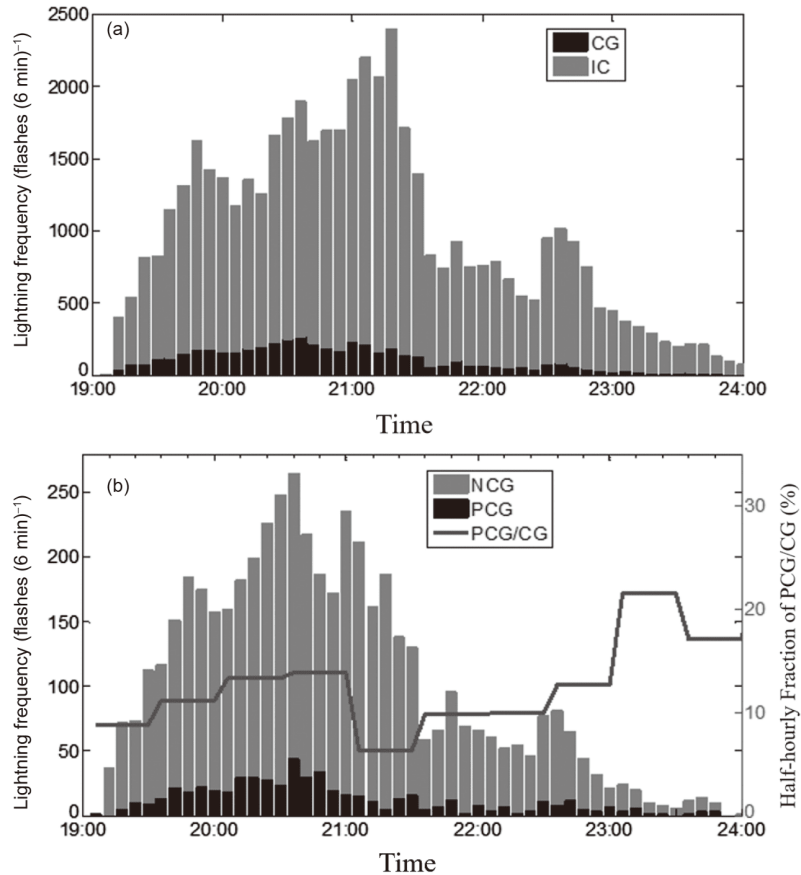 (a)
Lightning frequency (flashes (6 min)⁻¹)
2500
2000
1500
1000
500
0
CG
IC
19:00 20:00 21:00 22:00 23:00 24:00
Time
(b)
Lightning frequency (flashes (6 min)⁻¹)
250
200
150
100
50
0
NCG
PCG
PCG/CG
30
20
10
0
Half-hourly Fraction of PCG/CG (%)
19:00 20:00 21:00 22:00 23:00 24:00
Time